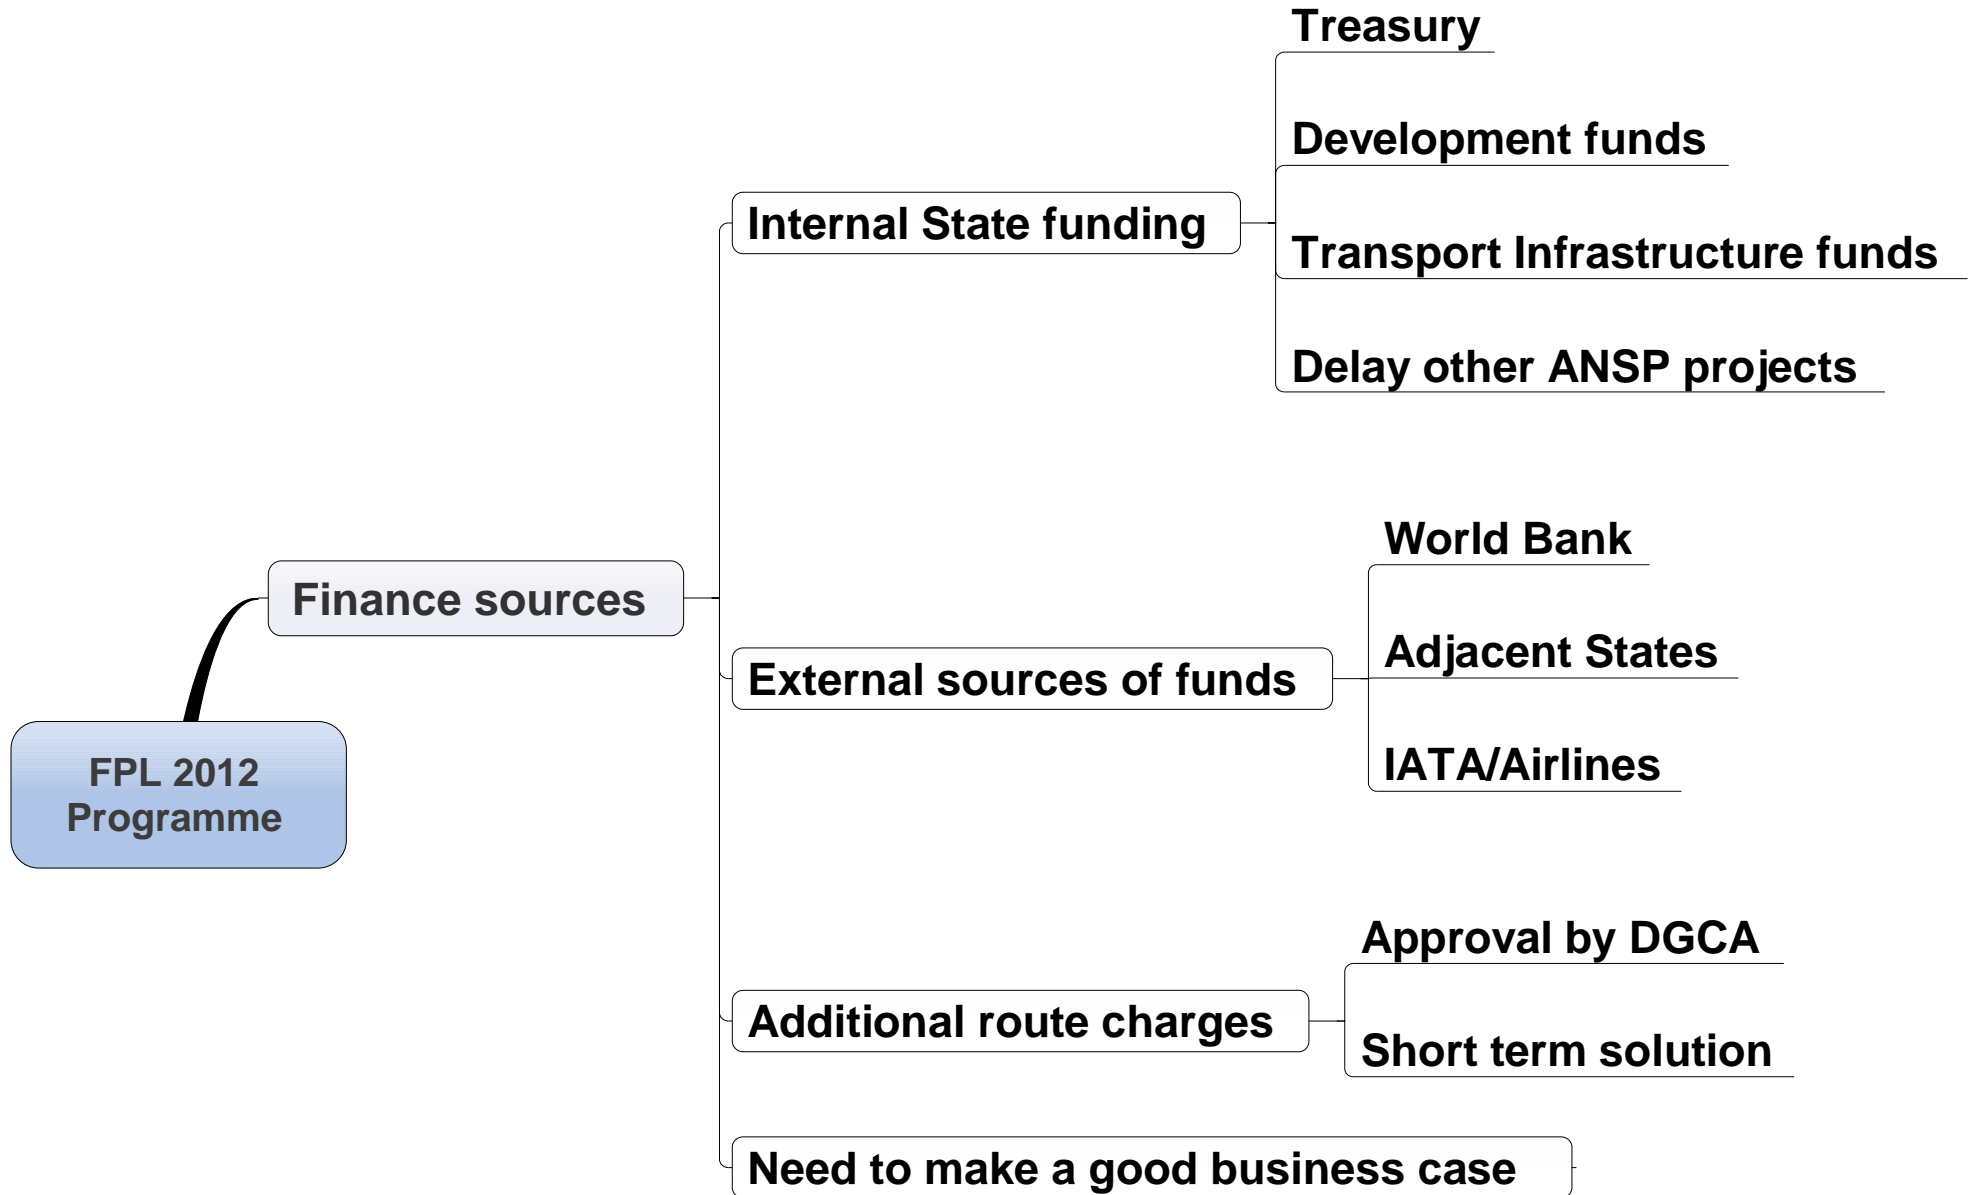 FPL 2012
Programme
Finance sources
Internal State funding
Treasury
Development funds
Transport Infrastructure funds
Delay other ANSP projects
External sources of funds
World Bank
Adjacent States
IATA/Airlines
Additional route charges
Approval by DGCA
Short term solution
Need to make a good business case